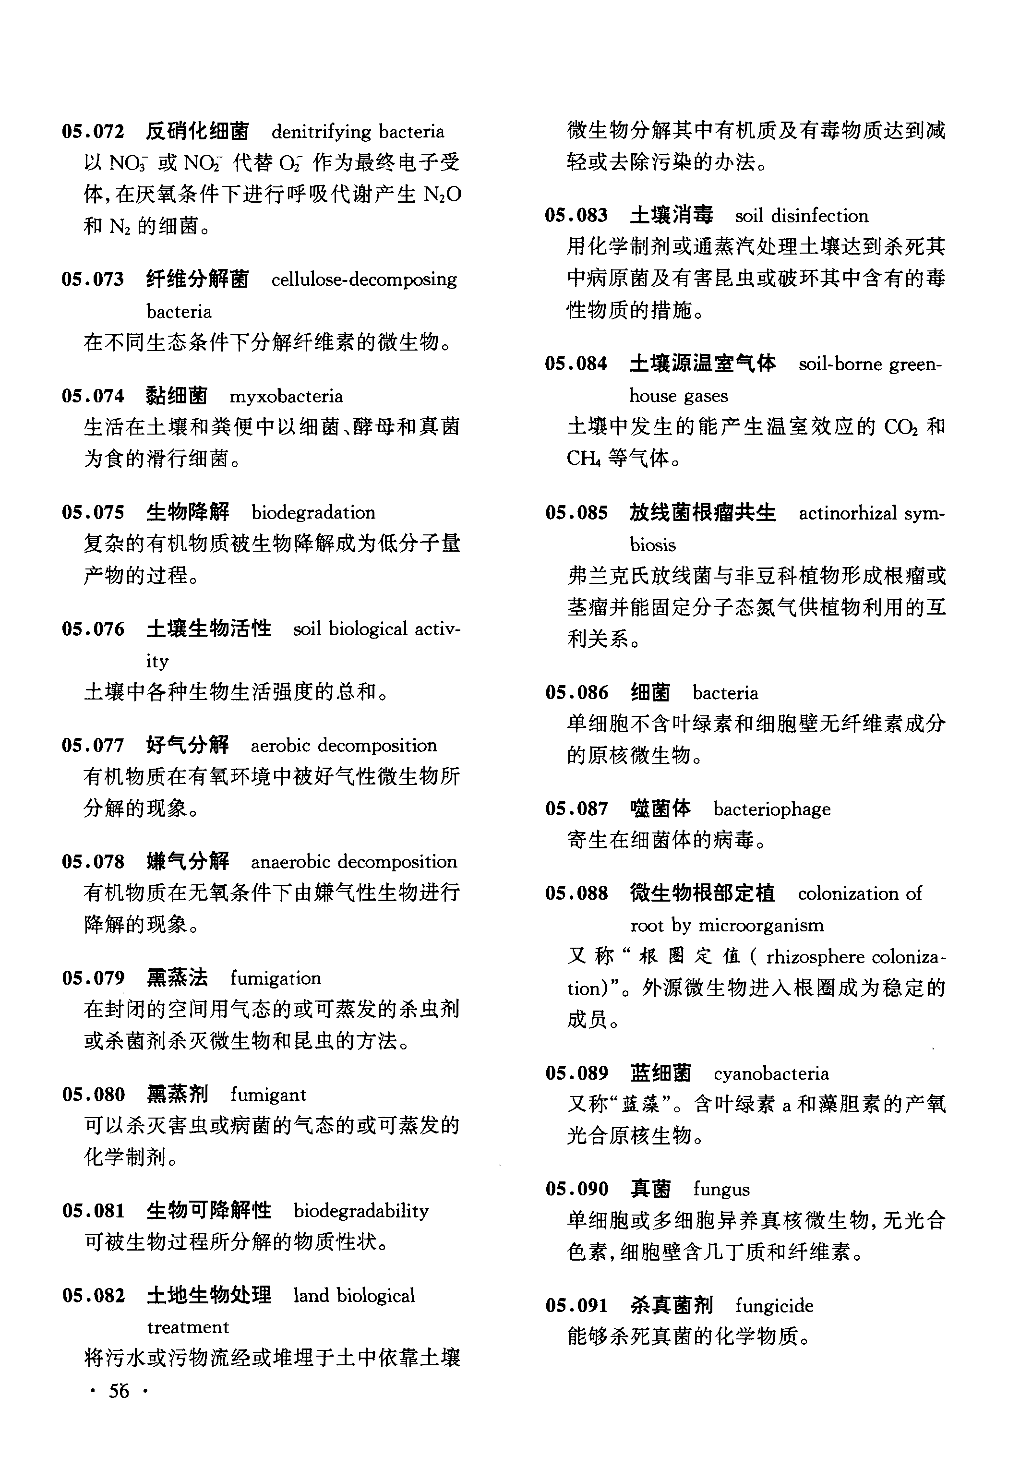 05.072 反硝化细菌 denitrifying bacteria
以 NO₃⁻ 或 NO₂⁻ 代替 O₂⁻ 作为最终电子受
体,在厌氧条件下进行呼吸代谢产生 N₂O
和 N₂ 的细菌。
05.073 纤维分解菌 cellulose-decomposing
bacteria
在不同生态条件下分解纤维素的微生物。
05.074 黏细菌 myxobacteria
生活在土壤和粪便中以细菌、酵母和真菌
为食的滑行细菌。
05.075 生物降解 biodegradation
复杂的有机物质被生物降解成为低分子量
产物的过程。
05.076 土壤生物活性 soil biological activ-
ity
土壤中各种生物生活强度的总和。
05.077 好气分解 aerobic decomposition
有机物质在有氧环境中被好气性微生物所
分解的现象。
05.078 嫌气分解 anaerobic decomposition
有机物质在无氧条件下由嫌气性生物进行
降解的现象。
05.079 熏蒸法 fumigation
在封闭的空间用气态的或可蒸发的杀虫剂
或杀菌剂杀灭微生物和昆虫的方法。
05.080 熏蒸剂 fumigant
可以杀灭害虫或病菌的气态的或可蒸发的
化学制剂。
05.081 生物可降解性 biodegradability
可被生物过程所分解的物质性状。
05.082 土地生物处理 land biological
treatment
将污水或污物流经或堆埋于土中依靠土壤
微生物分解其中有机质及有毒物质达到减
轻或去除污染的办法。
05.083 土壤消毒 soil disinfection
用化学制剂或通蒸汽处理土壤达到杀死其
中病原菌及有害昆虫或破坏其中含有的毒
性物质的措施。
05.084 土壤源温室气体 soil-borne green-
house gases
土壤中发生的能产生温室效应的 CO₂ 和
CH₄ 等气体。
05.085 放线菌根瘤共生 actinorhizal sym-
biosis
弗兰克氏放线菌与非豆科植物形成根瘤或
茎瘤并能固定分子态氮气供植物利用的互
利关系。
05.086 细菌 bacteria
单细胞不含叶绿素和细胞壁无纤维素成分
的原核微生物。
05.087 噬菌体 bacteriophage
寄生在细菌体的病毒。
05.088 微生物根部定植 colonization of
root by microorganism
又称“根圈定值(rhizosphere coloniza-
tion)”。外源微生物进入根圈成为稳定的
成员。
05.089 蓝细菌 cyanobacteria
又称“蓝藻”。含叶绿素 a 和藻胆素的产氧
光合原核生物。
05.090 真菌 fungus
单细胞或多细胞异养真核微生物,无光合
色素,细胞壁含几丁质和纤维素。
05.091 杀真菌剂 fungicide
能够杀死真菌的化学物质。
· 56 ·